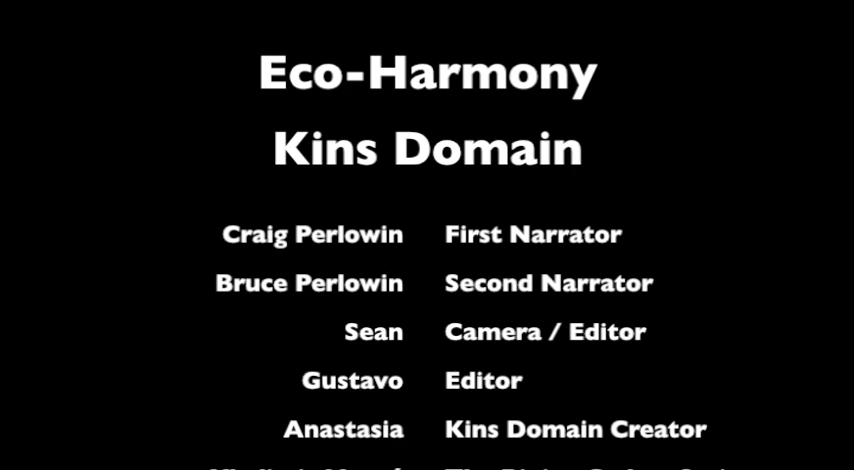 Eco-Harmony
Kins Domain
Craig Perlowin First Narrator
Bruce Perlowin Second Narrator
Sean Camera / Editor
Gustavo Editor
Anastasia Kins Domain Creator